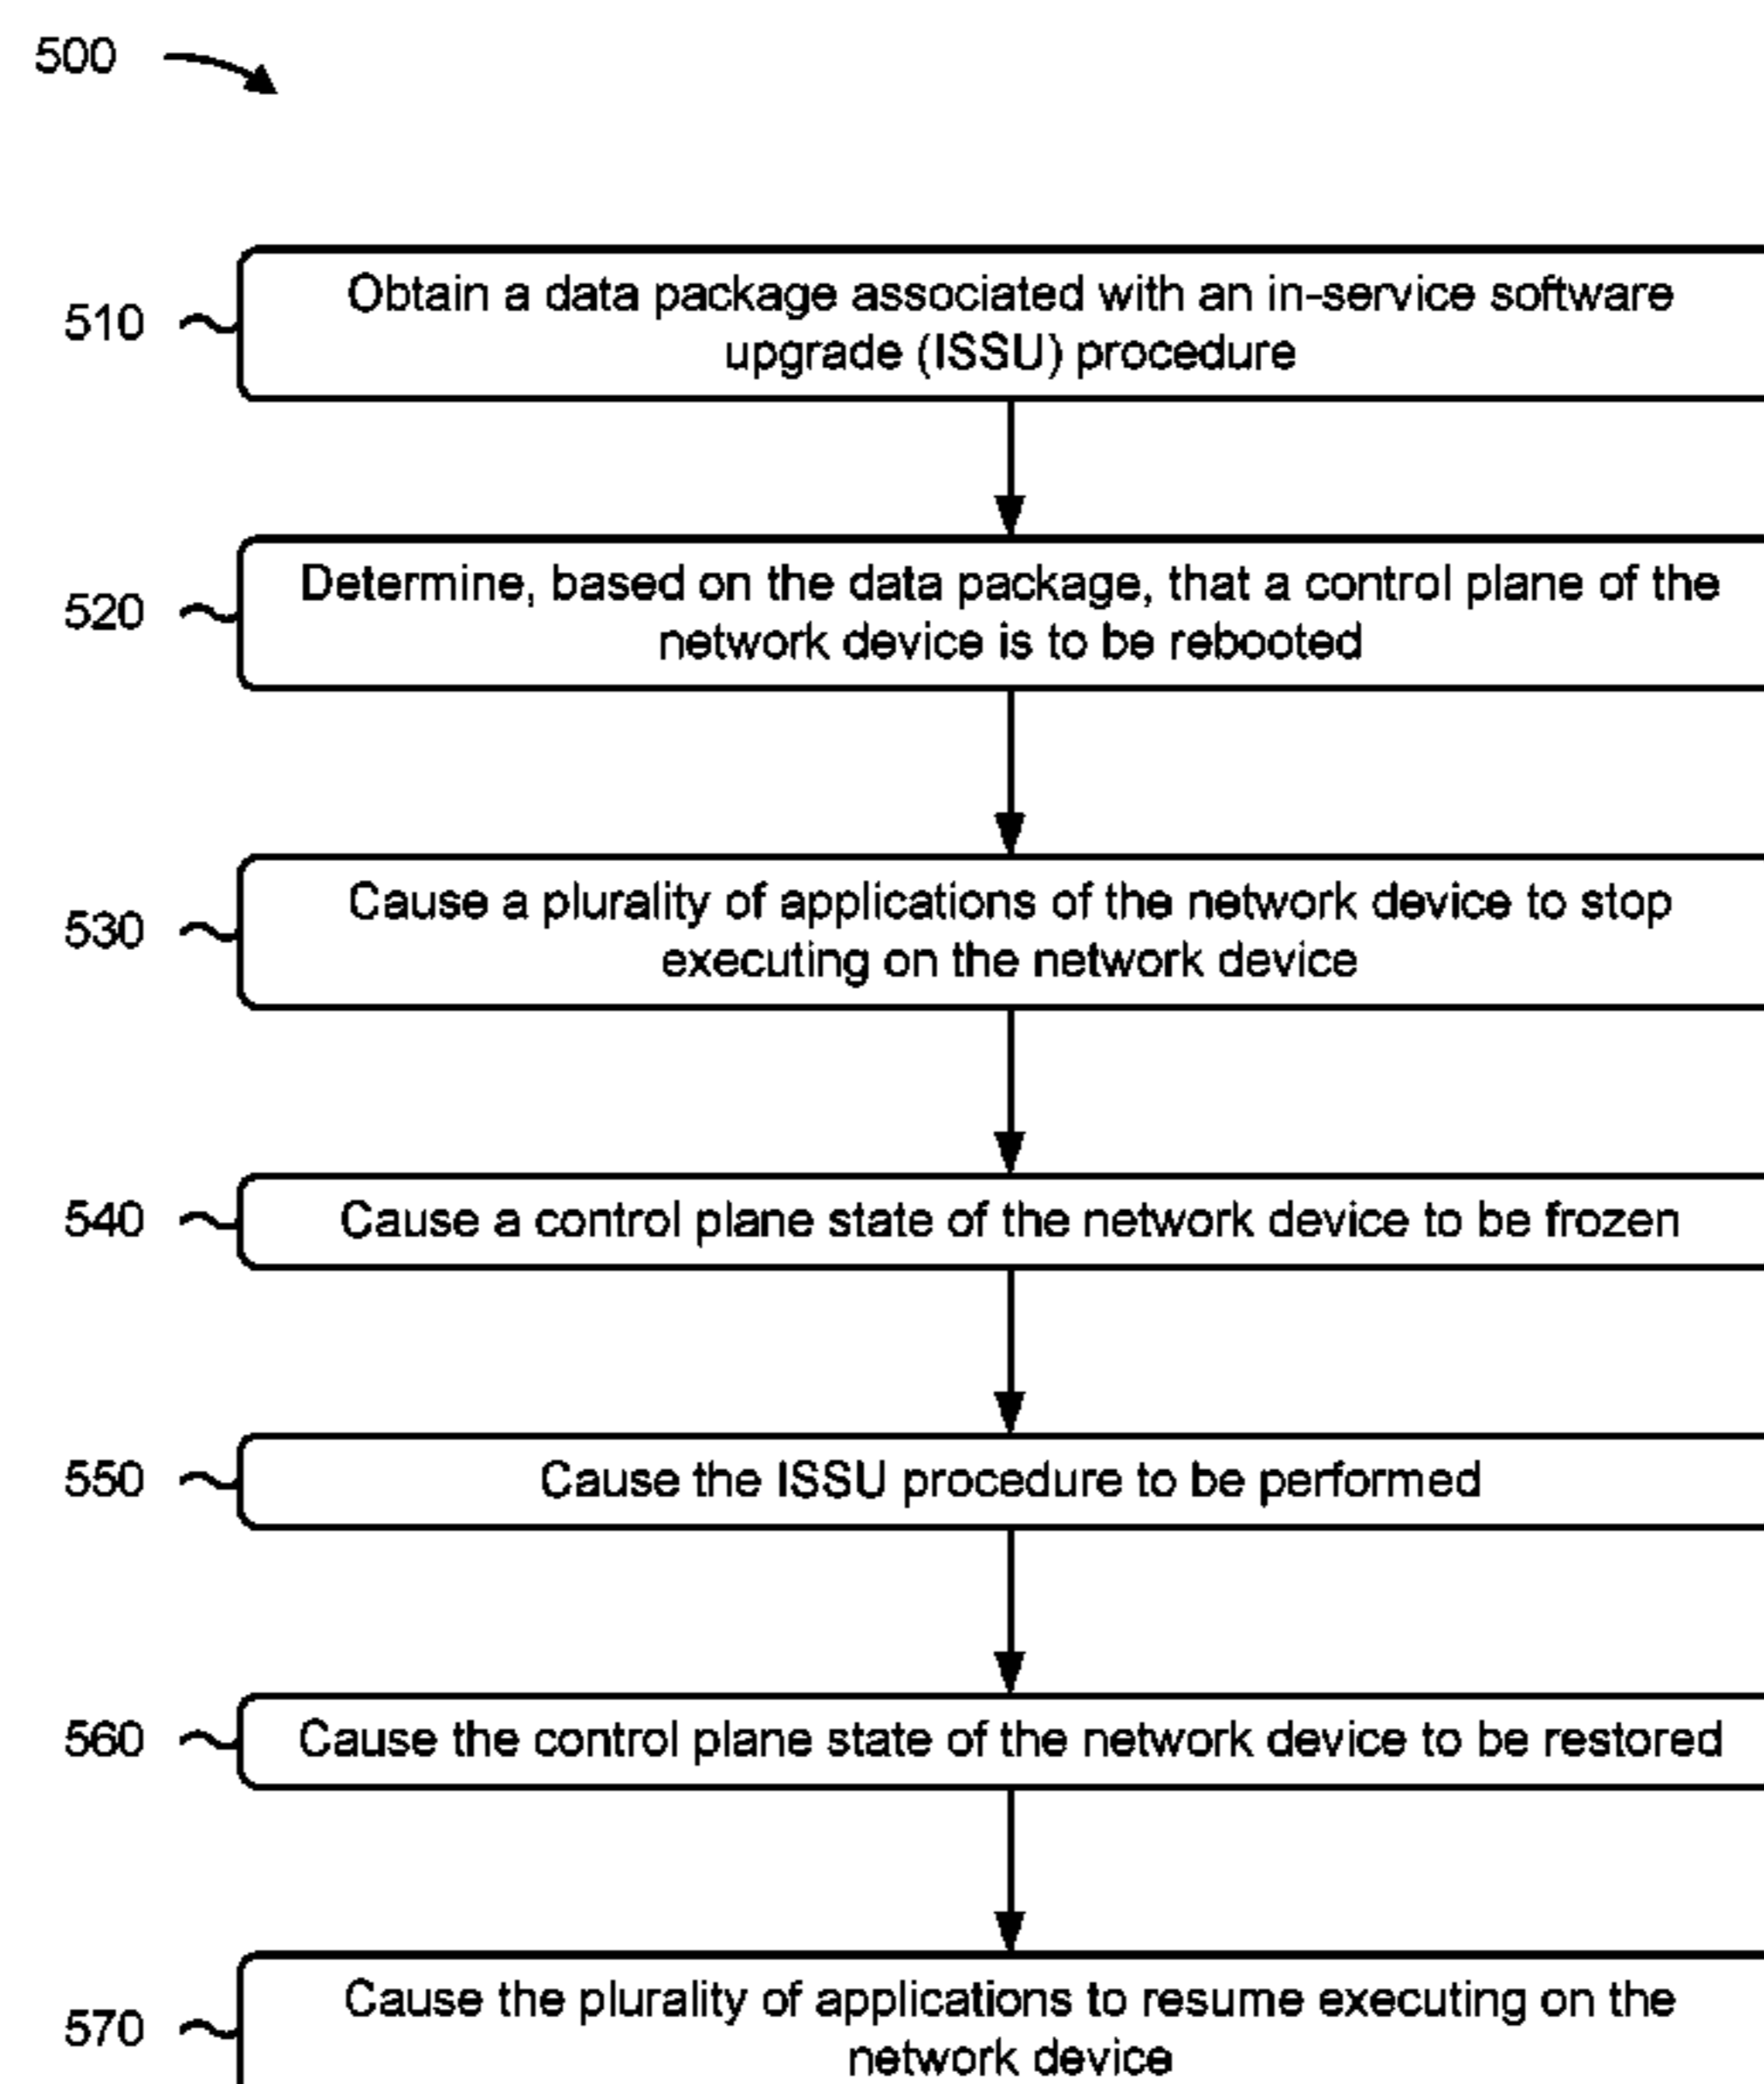 500
510
Obtain a data package associated with an in-service software
upgrade (ISSU) procedure
520
Determine, based on the data package, that a control plane of the
network device is to be rebooted
530
Cause a plurality of applications of the network device to stop
executing on the network device
540
Cause a control plane state of the network device to be frozen
550
Cause the ISSU procedure to be performed
560
Cause the control plane state of the network device to be restored
570
Cause the plurality of applications to resume executing on the
network device